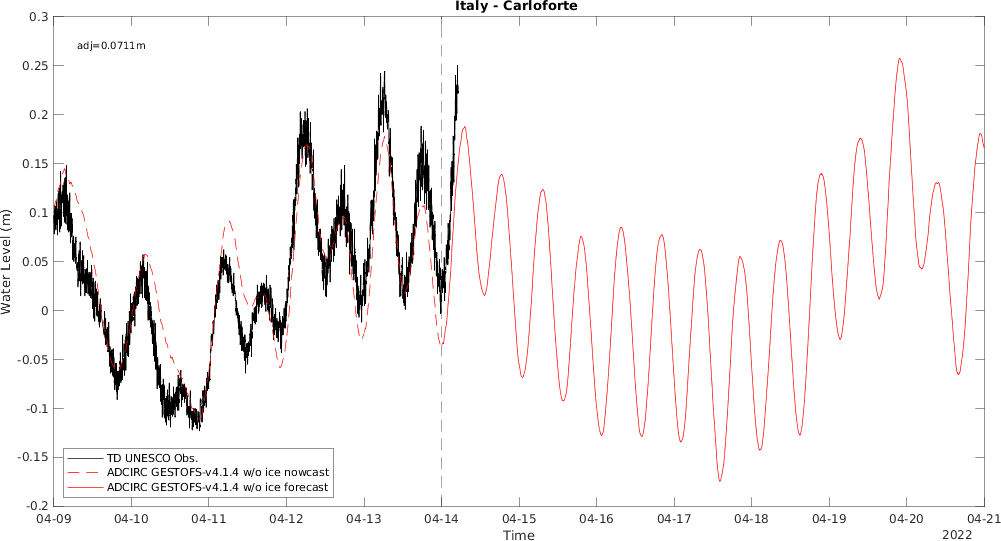 Italy - Carloforte
adj=0.0711m
Water Level (m)
0.3
0.25
0.2
0.15
0.1
0.05
0
-0.05
-0.1
-0.15
-0.2
TD UNESCO Obs.
ADCIRC GESTOFS-v4.1.4 w/o ice nowcast
ADCIRC GESTOFS-v4.1.4 w/o ice forecast
04-09 04-10 04-11 04-12 04-13 04-14 04-15 04-16 04-17 04-18 04-19 04-20 04-21
Time
2022